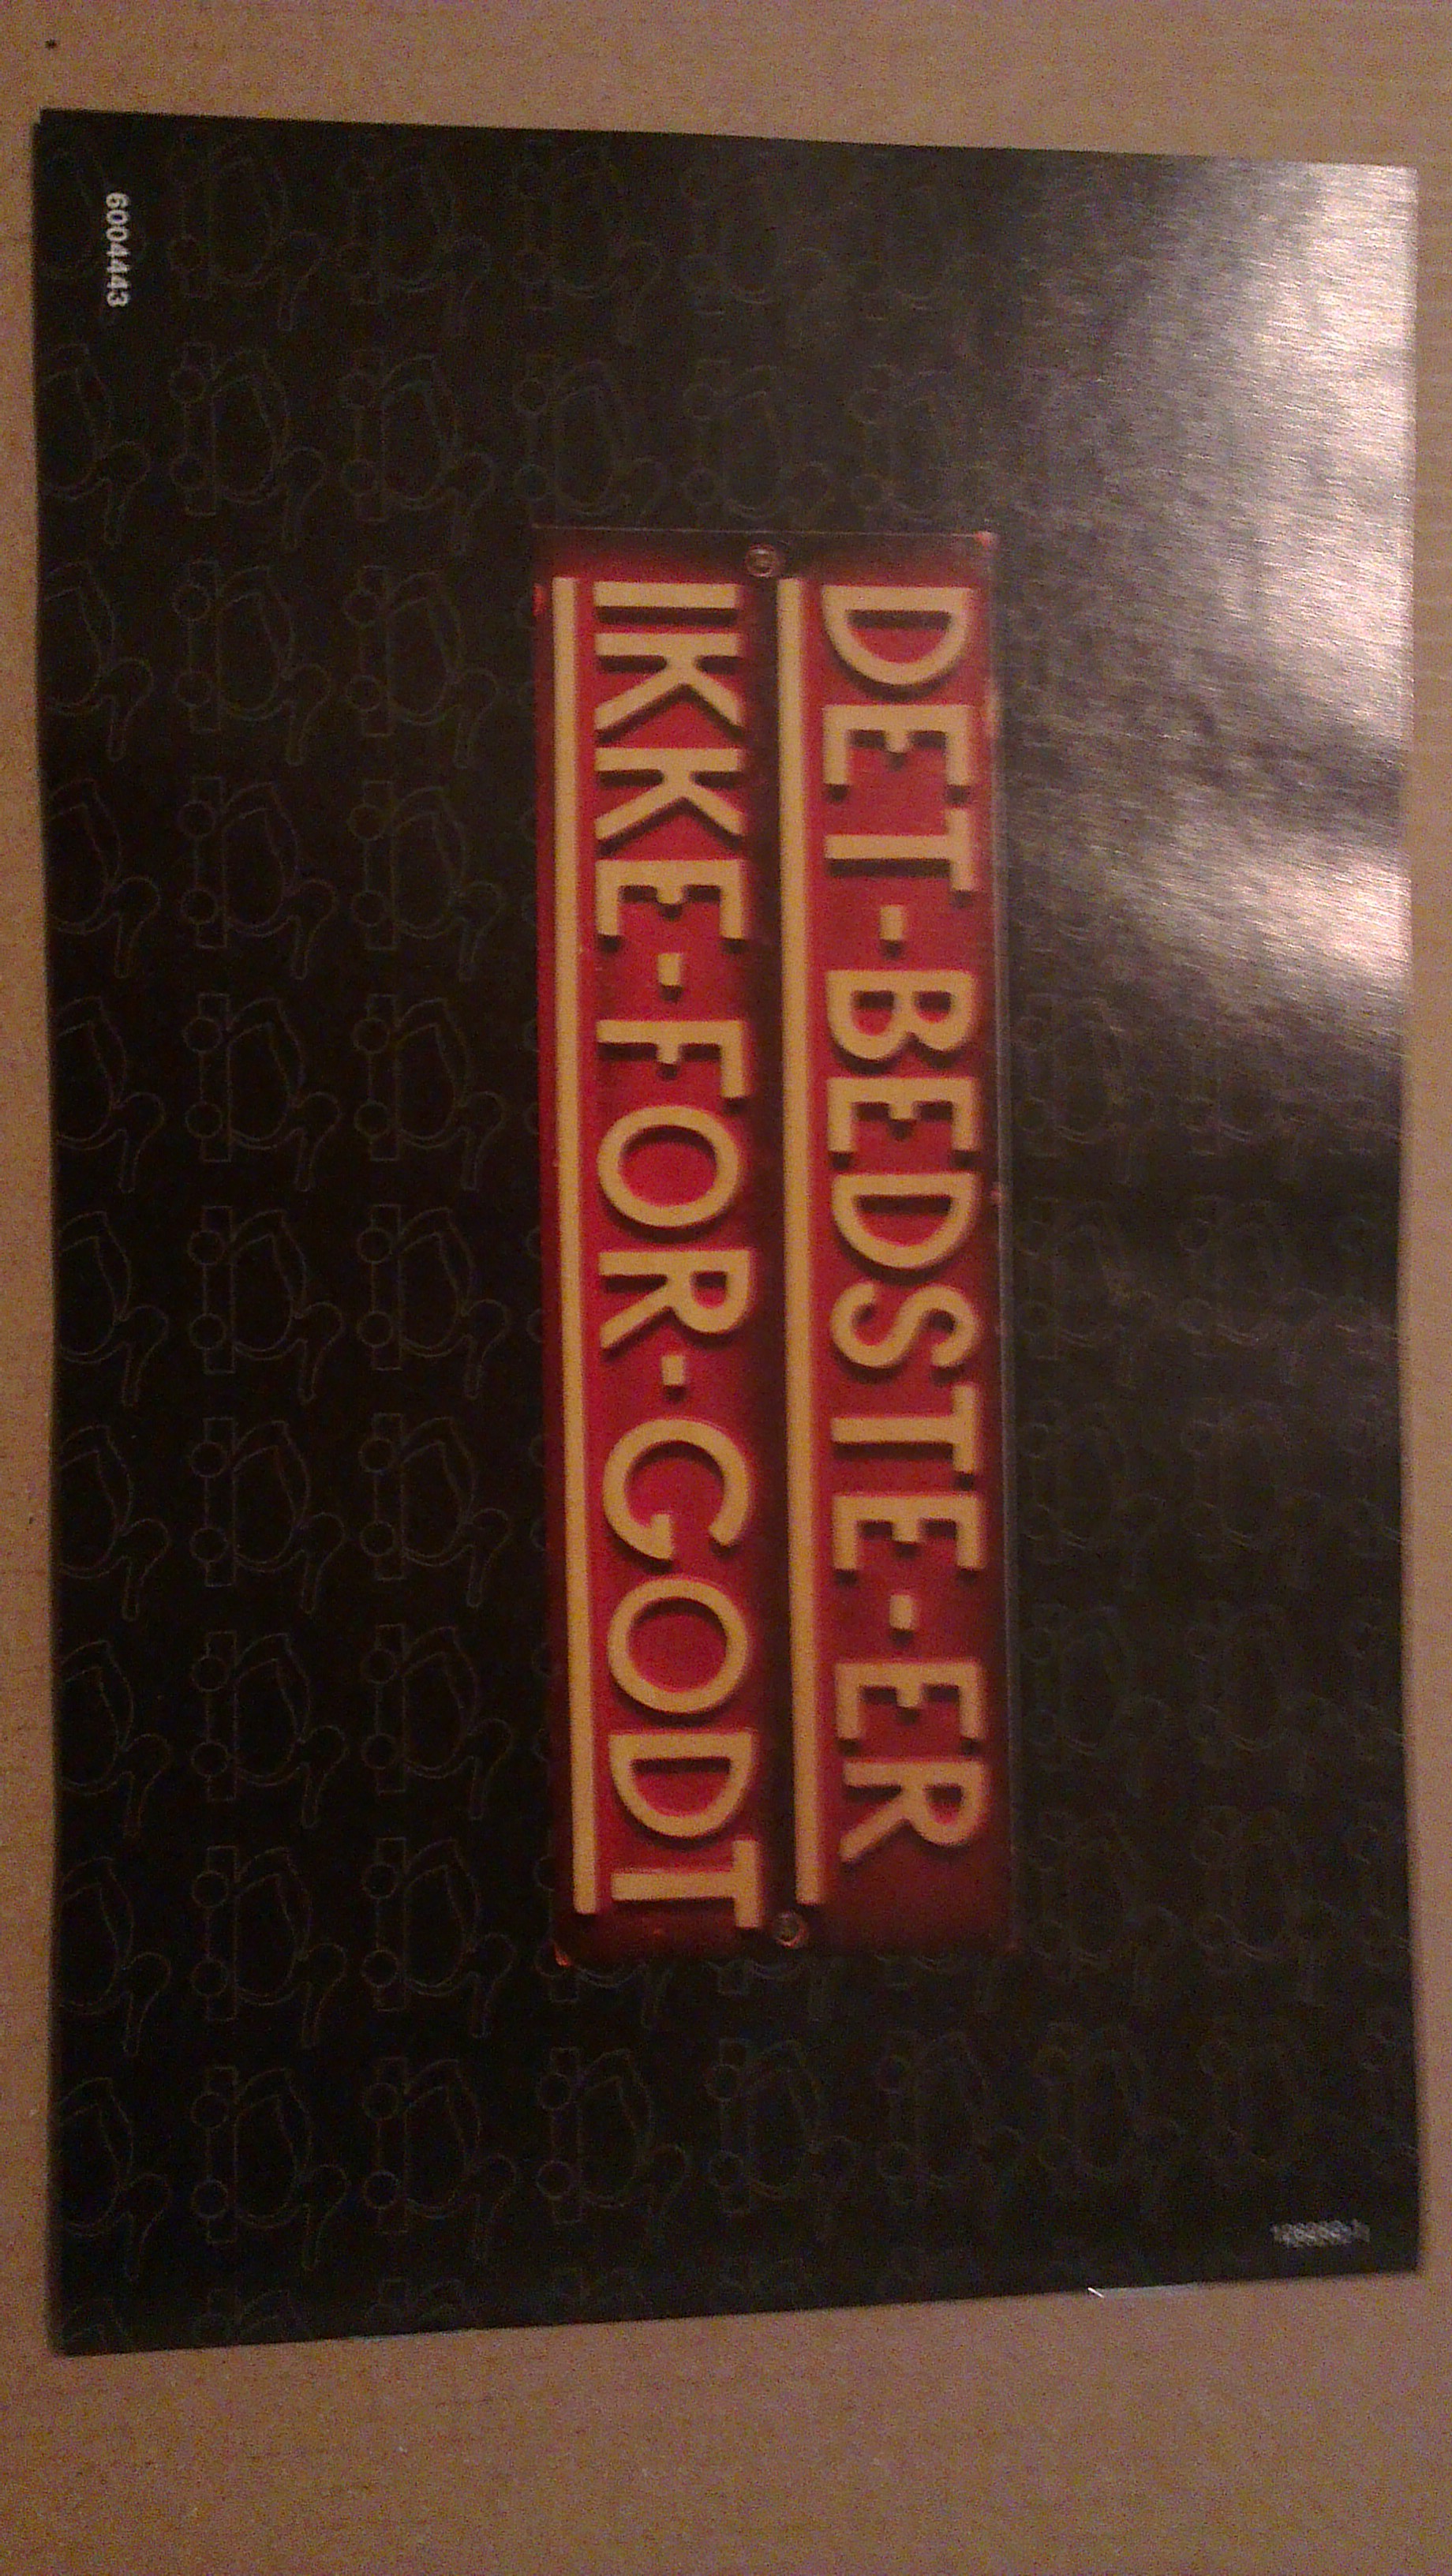 DET-BEDSTE-ER
IKKE-FOR-GODT
6004443